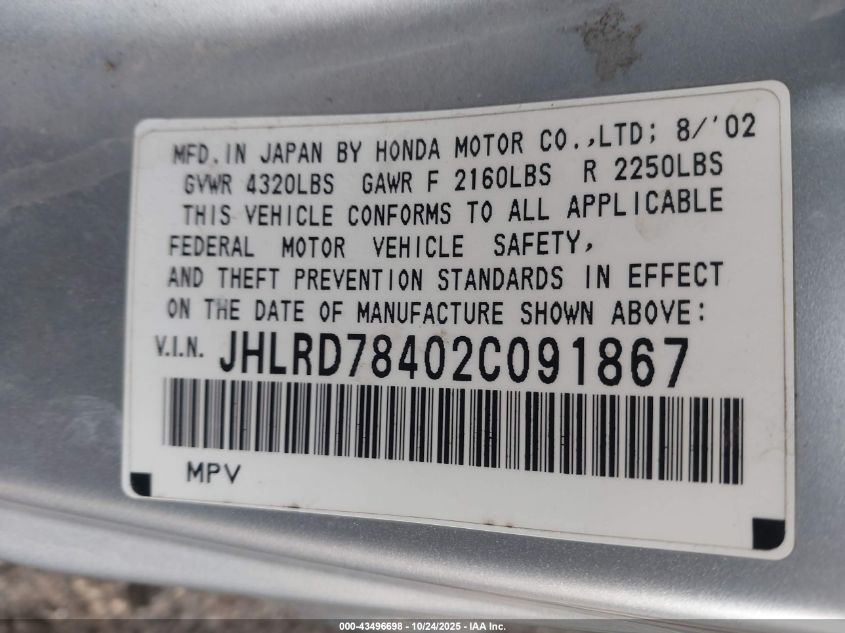 MFD. IN JAPAN BY HONDA MOTOR CO.,LTD; 8/'02
GVWR 4320LBS GAWR F 2160LBS R 2250LBS
THIS VEHICLE CONFORMS TO ALL APPLICABLE
FEDERAL MOTOR VEHICLE SAFETY,
AND THEFT PREVENTION STANDARDS IN EFFECT
ON THE DATE OF MANUFACTURE SHOWN ABOVE:
V.I.N. JHLRD78402C091867
MPV
000-43496698 - 10/24/2025 - IAA Inc.